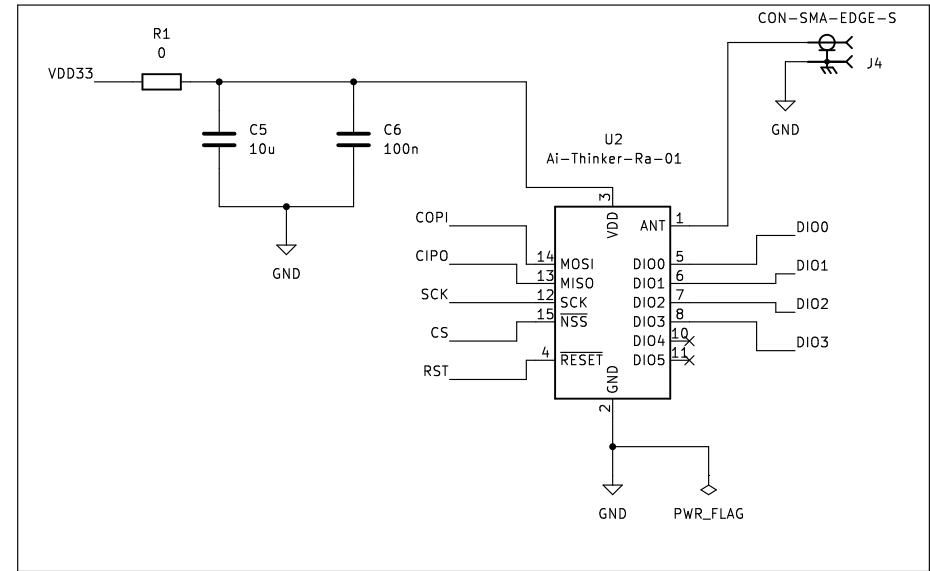 CON-SMA-EDGE-S
J4
GND
R1
0
VDD33
C5
10u
C6
100n
GND
U2
Ai-Thinker-Ra-01
3
VDD
ANT 1
COPI
CIPO
SCK
CS
RST
14 MOSI
13 MISO
12 SCK
15 NSS
4 RESET
DIO0 5
DIO1 6
DIO2 7
DIO3 8
DIO4 10
DIO5 11
DIO0
DIO1
DIO2
DIO3
GND
2
GND
PWR_FLAG